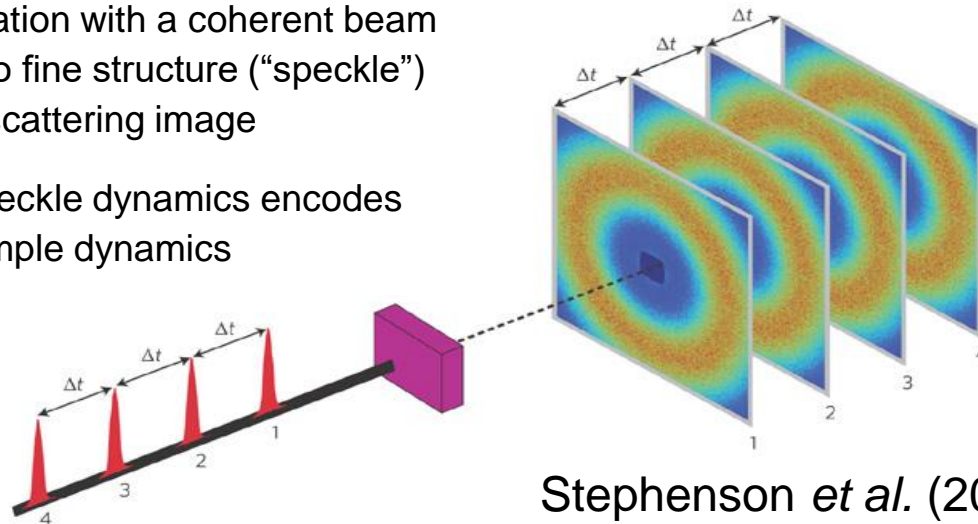 ation with a coherent beam
o fine structure (“speckle”)
scattering image
eckle dynamics encodes
mple dynamics
Δt
Δt
Δt
Δt
Δt
Δt
1
2
3
4
1
2
3
Stephenson et al. (20